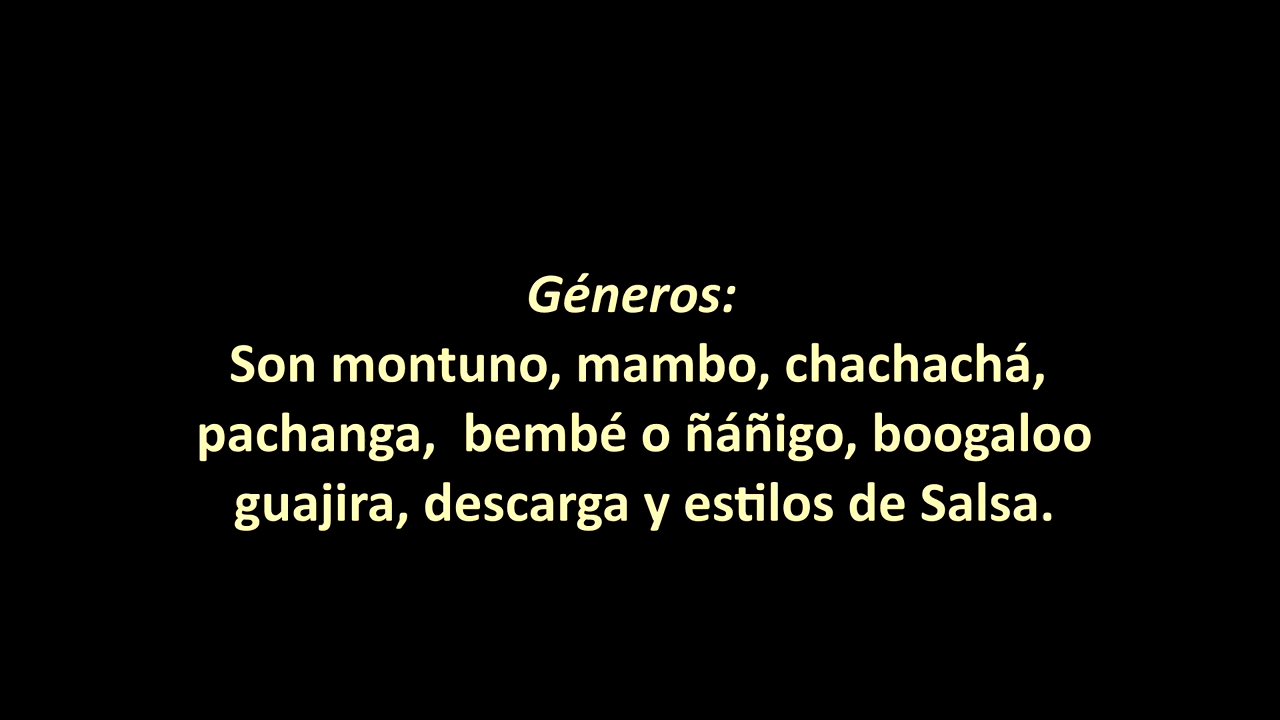 Géneros:
Son montuno, mambo, chachachá,
pachanga,  bembé o ñáñigo, boogaloo
guajira, descarga y estilos de Salsa.